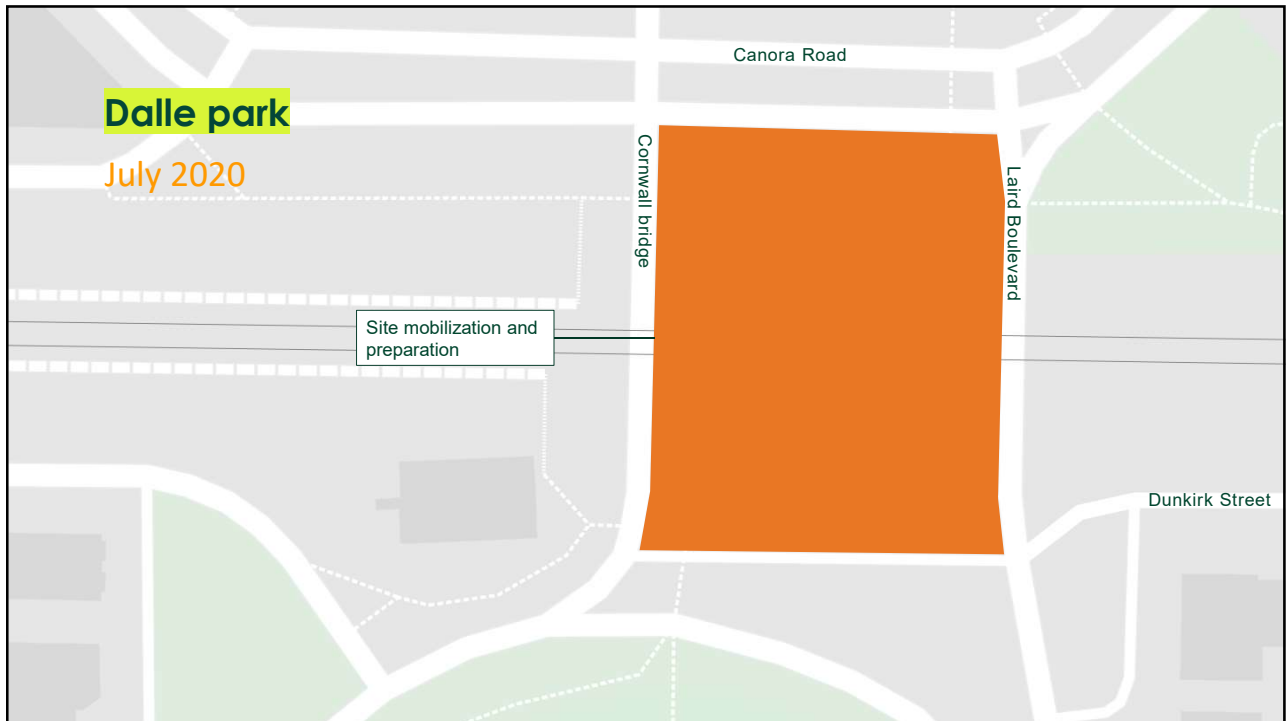 Canora Road
Dalle park
July 2020
Cornwall bridge
Laird Boulevard
Site mobilization and
preparation
Dunkirk Street